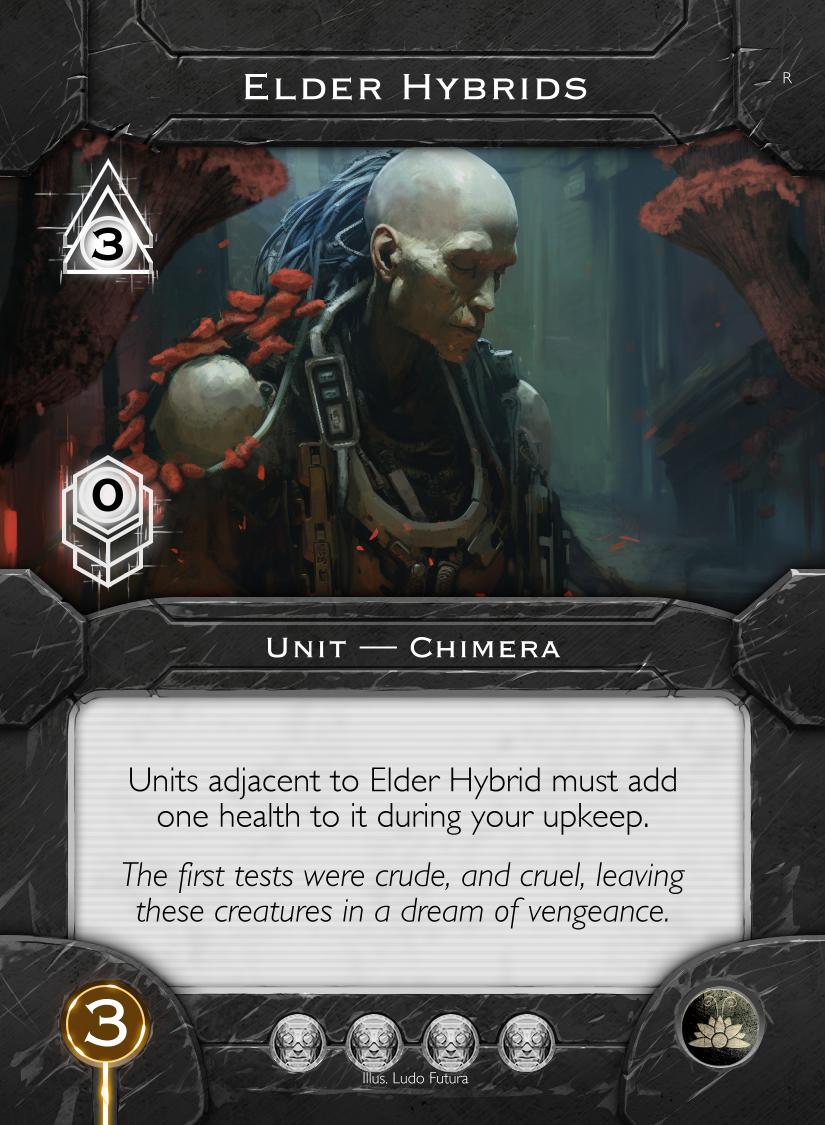 Elder Hybrids
R
3
0
Unit — Chimera
Units adjacent to Elder Hybrid must add
one health to it during your upkeep.
The first tests were crude, and cruel, leaving
these creatures in a dream of vengeance.
3
Illus. Ludo Futura